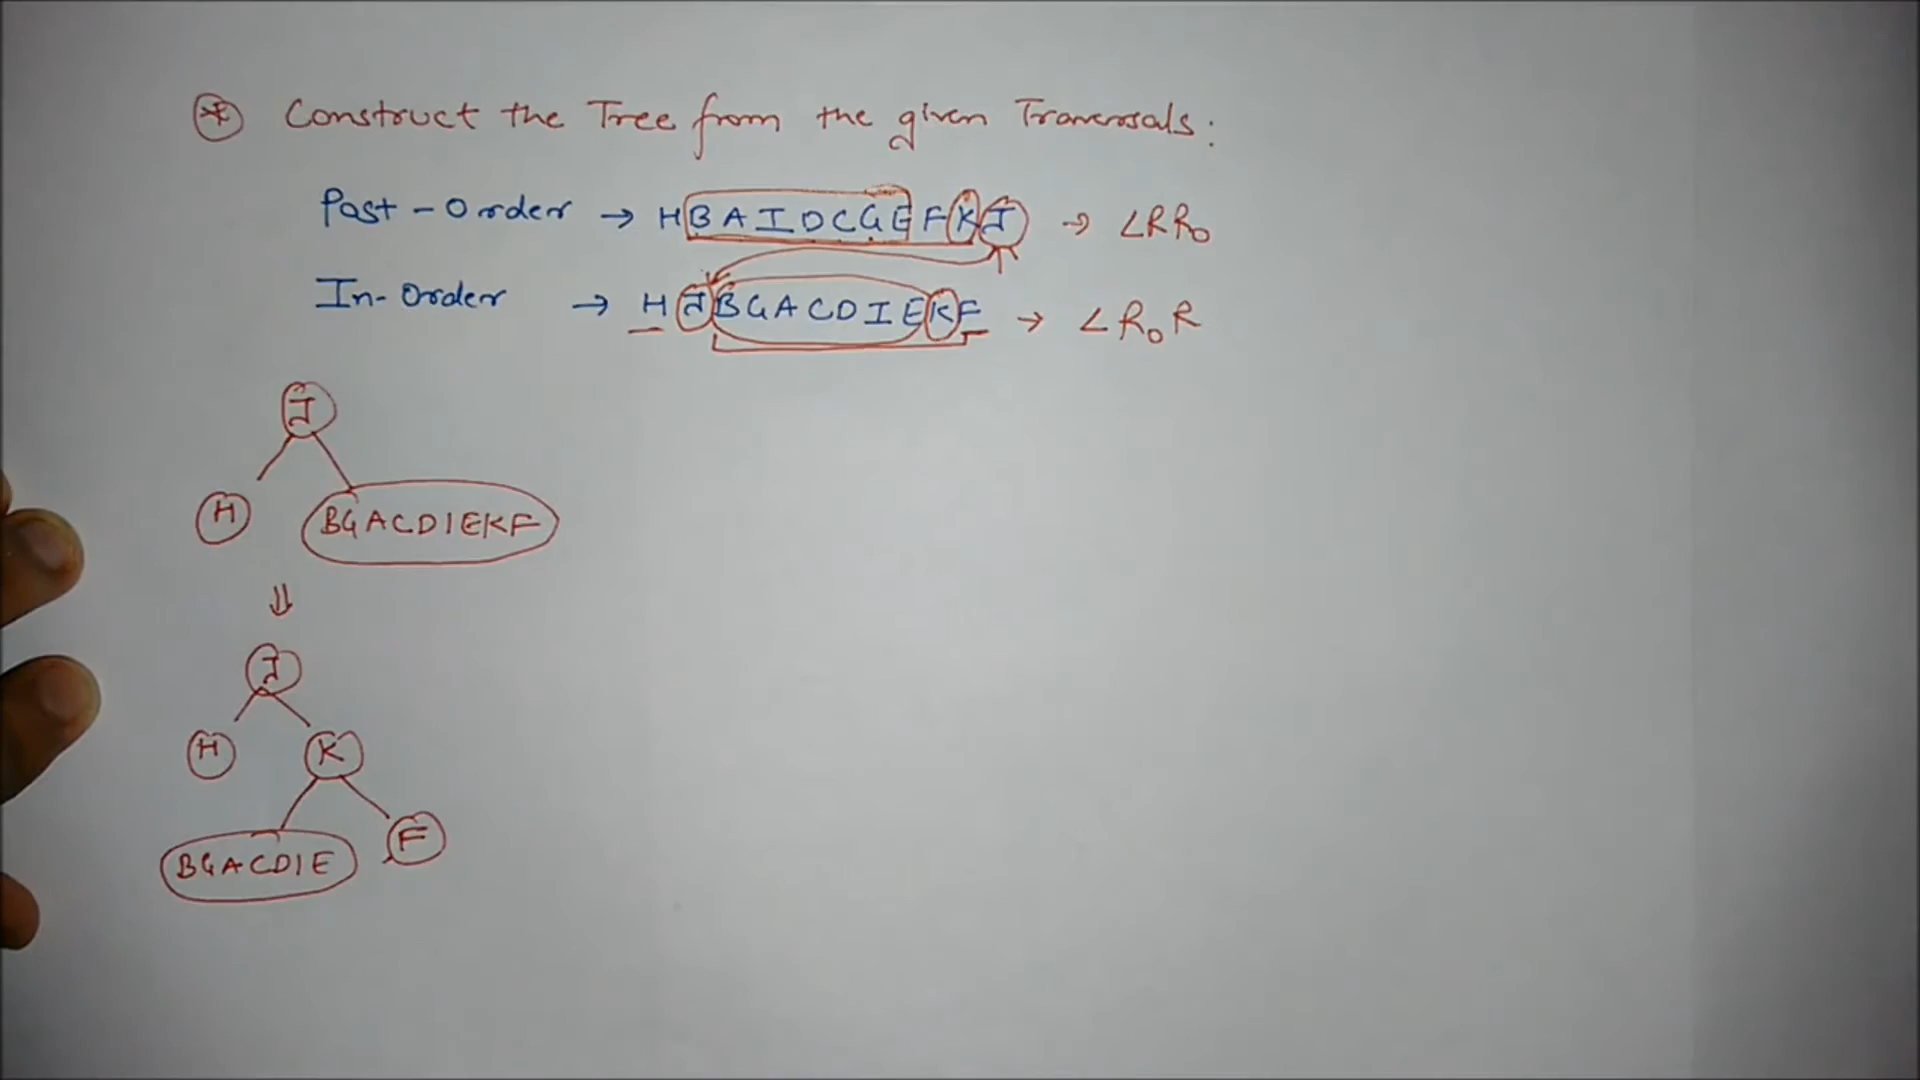 * Construct the Tree from the given Traversals:
Post-Order → HBAIDCGEFKJ → LRRo
In-Order → HJBGACDIEKF → LRoR
J
H BGACDIEKF
⇓
J
H K
BGACDIE F